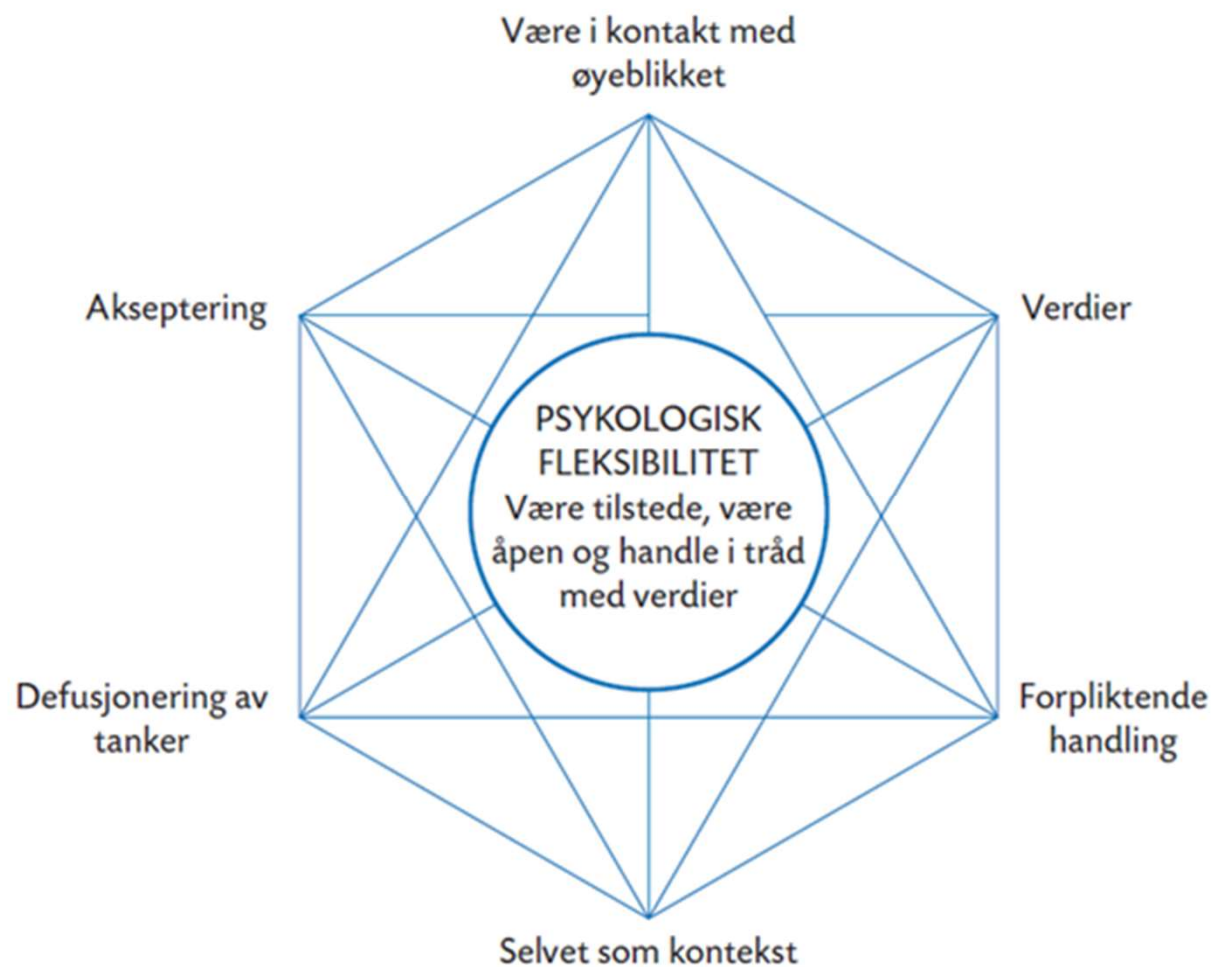 Være i kontakt med
øyeblikket
Akseptering
Verdier
PSYKOLOGISK
FLEKSIBILITET
Være tilstede, være
åpen og handle i tråd
med verdier
Defusjonering av
tanker
Forpliktende
handling
Selvet som kontekst